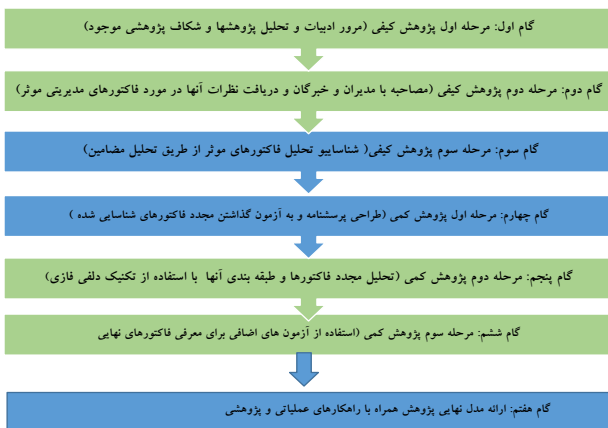 گام اول: مرحله اول پژوهش کیفی (مرور ادبیات و تحلیل پژوهشها و شکاف پژوهشی موجود)
گام دوم: مرحله دوم پژوهش کیفی (مصاحبه با مدیران و خبرگان و دریافت نظرات آنها در مورد فاکتورهای مدیریتی موثر)
گام سوم: مرحله سوم پژوهش کیفی( شناساییو تحلیل فاکتورهای موثر از طریق تحلیل مضامین)
گام چهارم: مرحله اول پژوهش کمی (طراحی پرسشنامه و به آزمون گذاشتن مجدد فاکتورهای شناسایی شده )
گام پنجم: مرحله دوم پژوهش کمی (تحلیل مجدد فاکتورها و طبقه بندی آنها با استفاده از تکنیک دلفی فازی)
گام ششم: مرحله سوم پژوهش کمی (استفاده از آزمون های اضافی برای معرفی فاکتورهای نهایی
گام هفتم: ارائه مدل نهایی پژوهش همراه با راهکارهای عملیاتی و پژوهشی